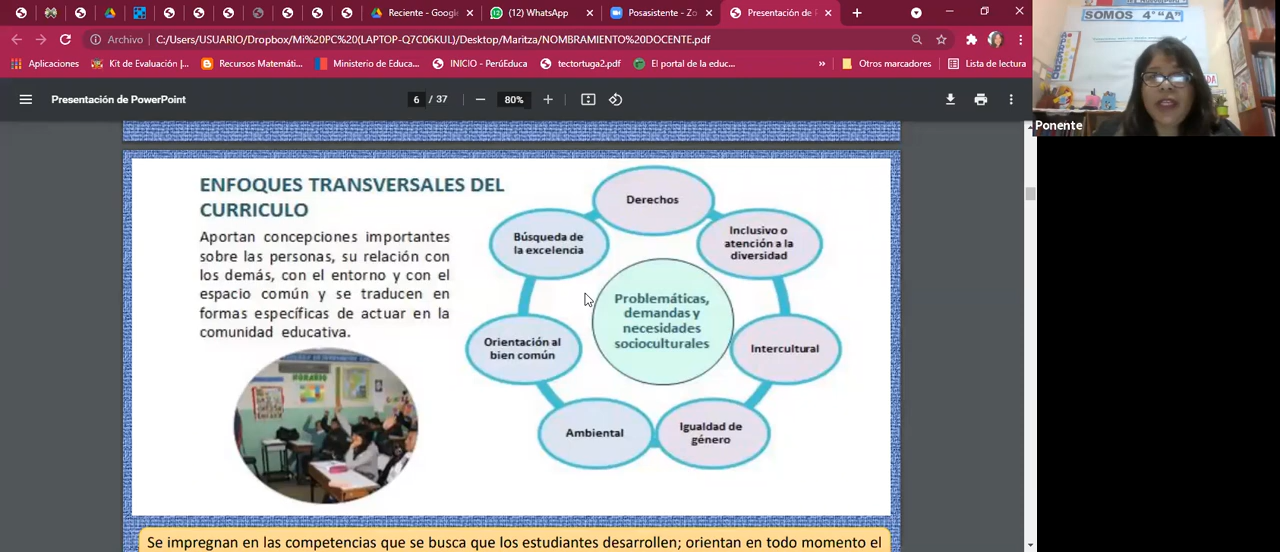 Reciente - Googl
(12) WhatsApp
Posasistente - Zo
Presentación de P
Archivo
C:/Users/USUARIO/Dropbox/Mi%20PC%20(LAPTOP-Q7C06KUL)/Desktop/Maritza/NOMBRAMIENTO%20DOCENTE.pdf
Aplicaciones
Kit de Evaluación |...
Recursos Matemáti...
Ministerio de Educa...
INICIO - PerúEduca
tectortuga2.pdf
El portal de la educ...
»
Otros marcadores
Lista de lectura
Presentación de PowerPoint
6 / 37
80%
SOMOS 4° "A"
Ponente
ENFOQUES TRANSVERSALES DEL
CURRICULO
Aportan concepciones importantes
sobre las personas, su relación con
los demás, con el entorno y con el
espacio común y se traducen en
formas específicas de actuar en la
comunidad educativa.
HORARIO
Derechos
Búsqueda de
la excelencia
Inclusivo o
atención a la
diversidad
Problemáticas,
demandas y
necesidades
socioculturales
Orientación al
bien común
Intercultural
Ambiental
Igualdad de
género
Se impregnan en las competencias que se busca que los estudiantes desarrollen; orientan en todo momento el